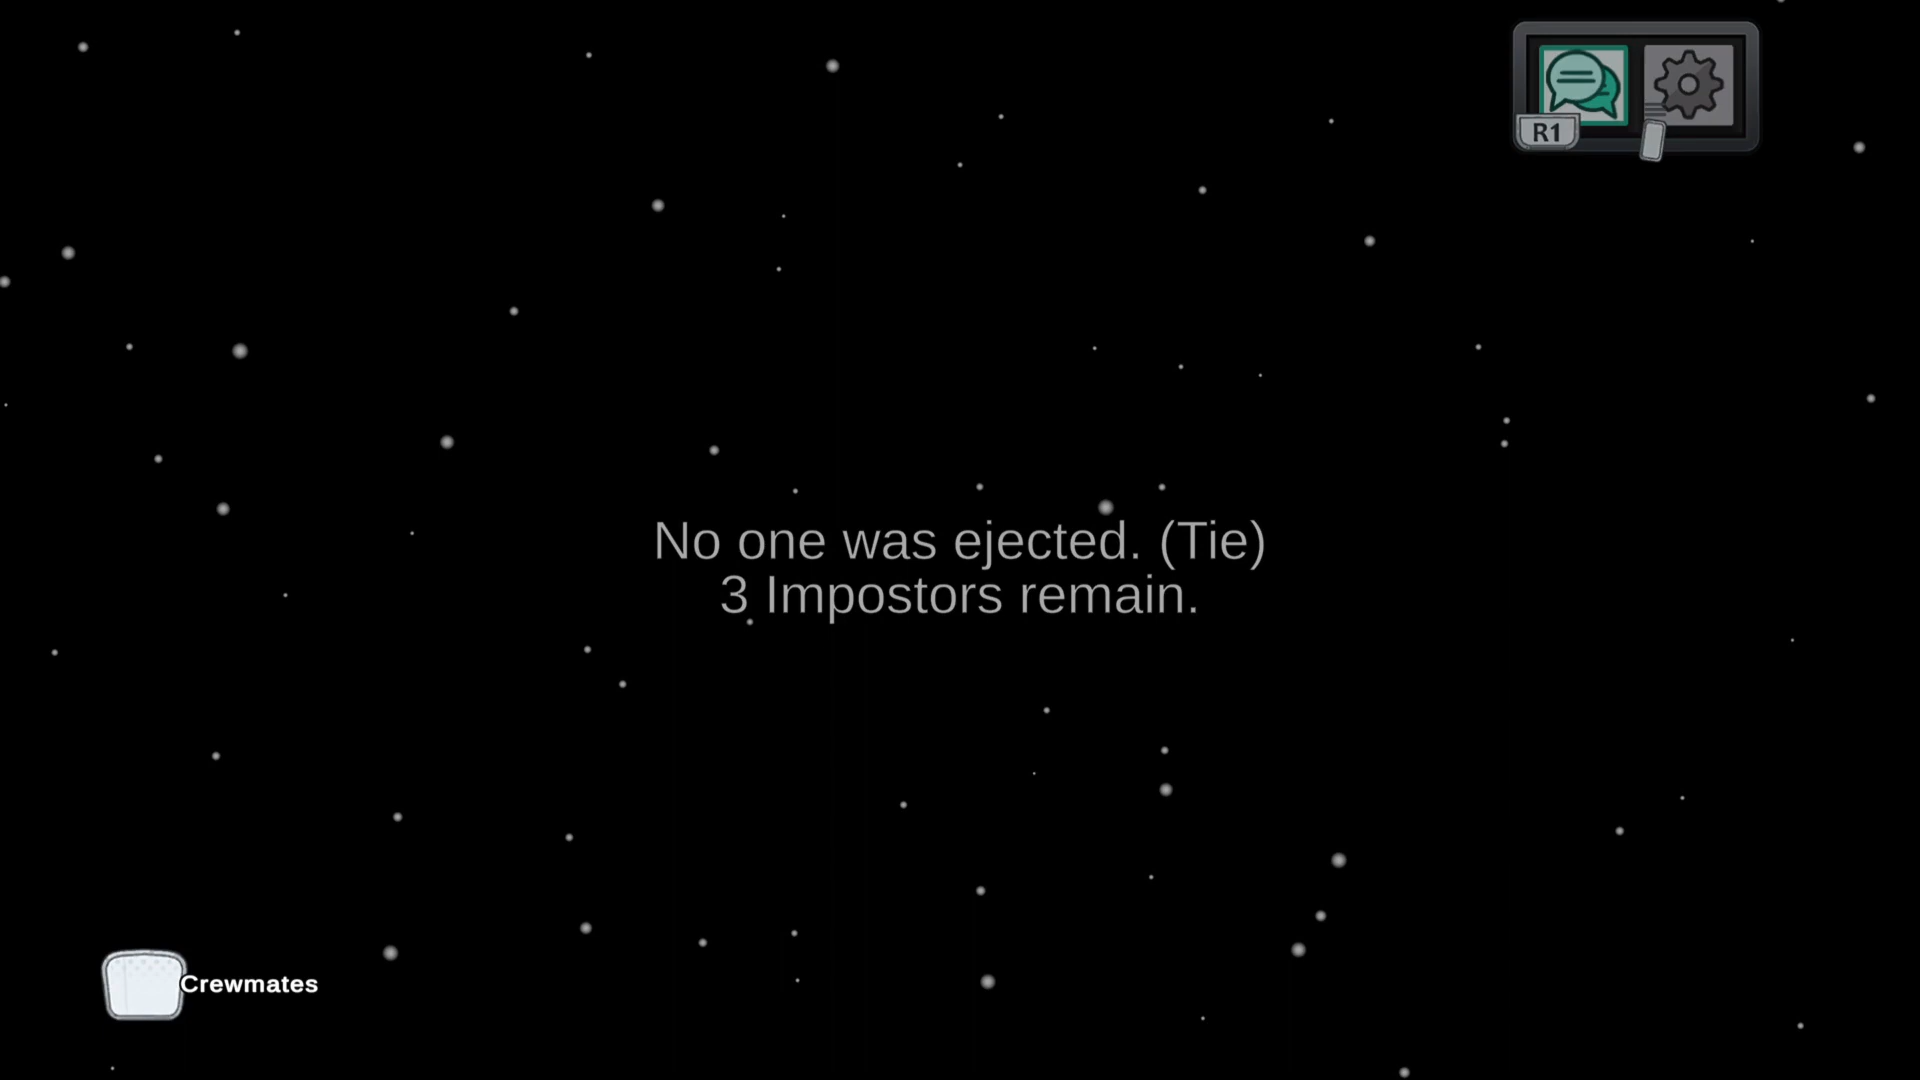 R1
No one was ejected. (Tie)
3 Impostors remain.
Crewmates